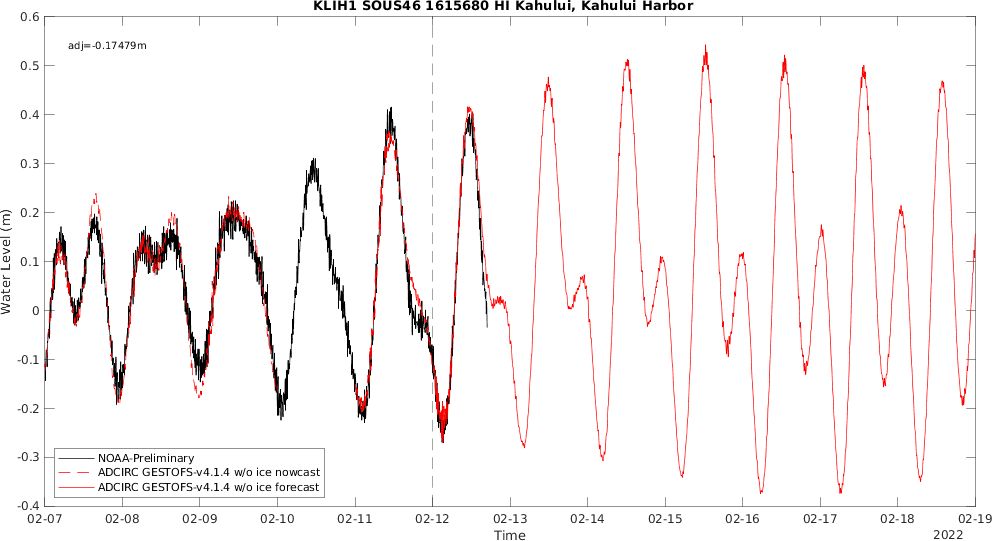 KLIH1 SOUS46 1615680 HI Kahului, Kahului Harbor
adj=-0.17479m
0.6
0.5
0.4
0.3
0.2
0.1
0
-0.1
-0.2
-0.3
-0.4
Water Level (m)
NOAA-Preliminary
ADCIRC GESTOFS-v4.1.4 w/o ice nowcast
ADCIRC GESTOFS-v4.1.4 w/o ice forecast
02-07 02-08 02-09 02-10 02-11 02-12 02-13 02-14 02-15 02-16 02-17 02-18 02-19
Time
2022